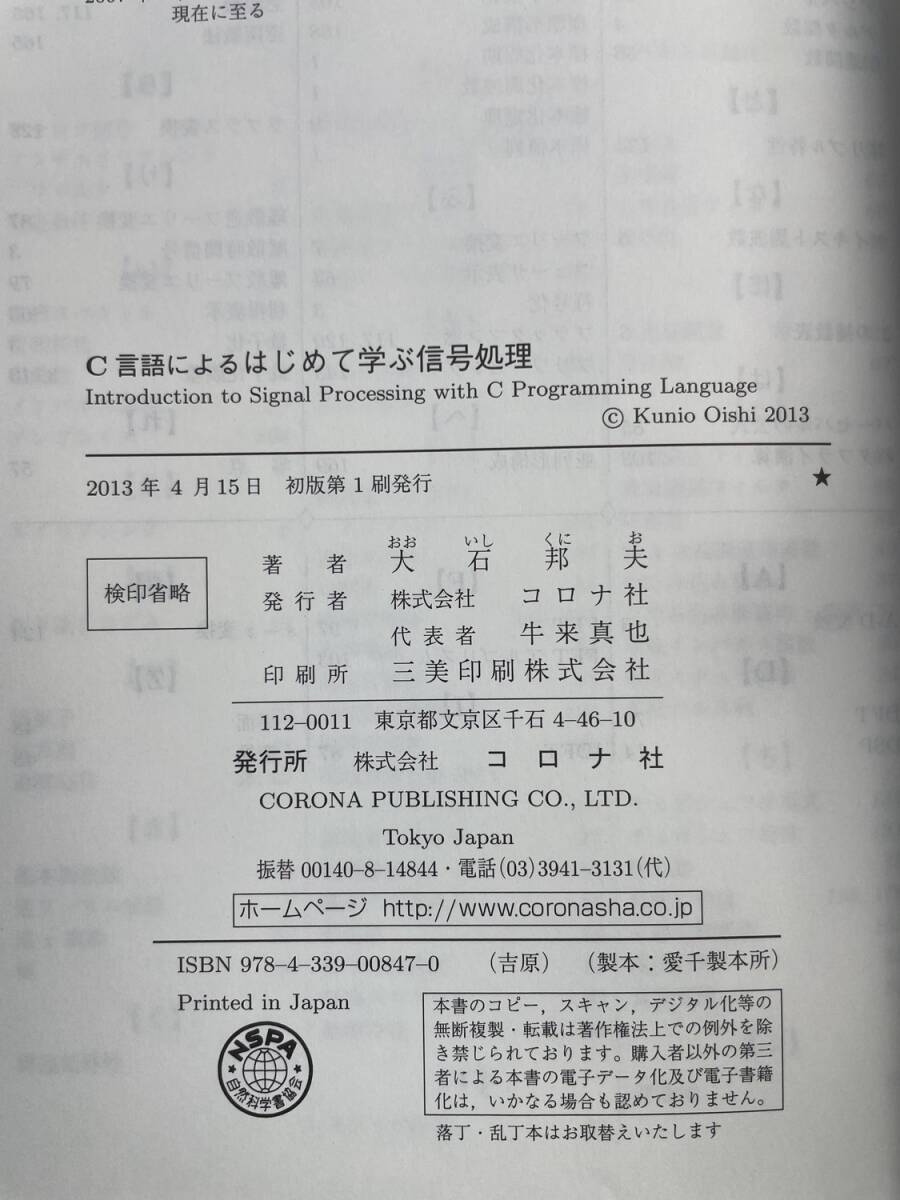 現在に至る
C言語によるはじめて学ぶ信号処理
Introduction to Signal Processing with C Programming Language
© Kunio Oishi 2013
2013年4月15日 初版第1刷発行 ★
検印省略
おお いし くに お
著者 大石邦夫
発行者 株式会社 コロナ社
代表者 牛来真也
印刷所 三美印刷株式会社
112-0011 東京都文京区千石4-46-10
発行所 株式会社 コロナ社
CORONA PUBLISHING CO., LTD.
Tokyo Japan
振替00140-8-14844・電話(03)3941-3131(代)
ホームページ http://www.coronasha.co.jp
ISBN 978-4-339-00847-0 (吉原) (製本:愛千製本所)
Printed in Japan
NSPA
自然科学書協会
本書のコピー,スキャン,デジタル化等の
無断複製・転載は著作権法上での例外を除
き禁じられております。購入者以外の第三
者による本書の電子データ化及び電子書籍
化は,いかなる場合も認めておりません。
落丁・乱丁本はお取替えいたします